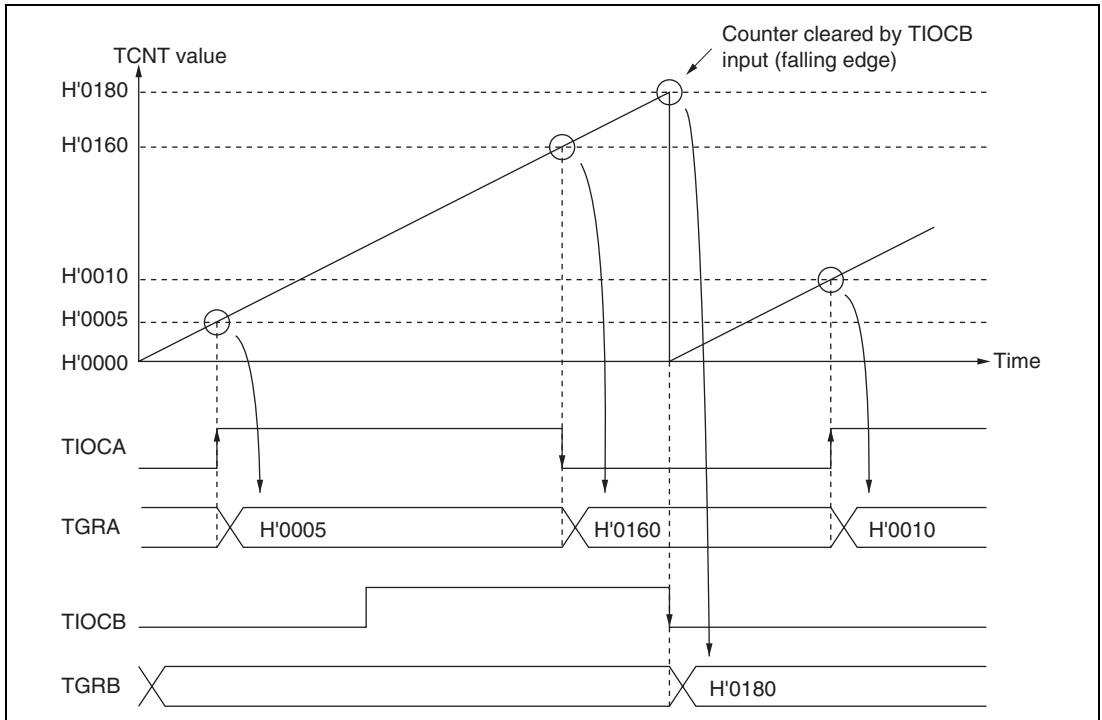 Counter cleared by TIOCB
input (falling edge)
TCNT value
H'0180
H'0160
H'0010
H'0005
H'0000
Time
TIOCA
TGRA
H'0005
H'0160
H'0010
TIOCB
TGRB
H'0180